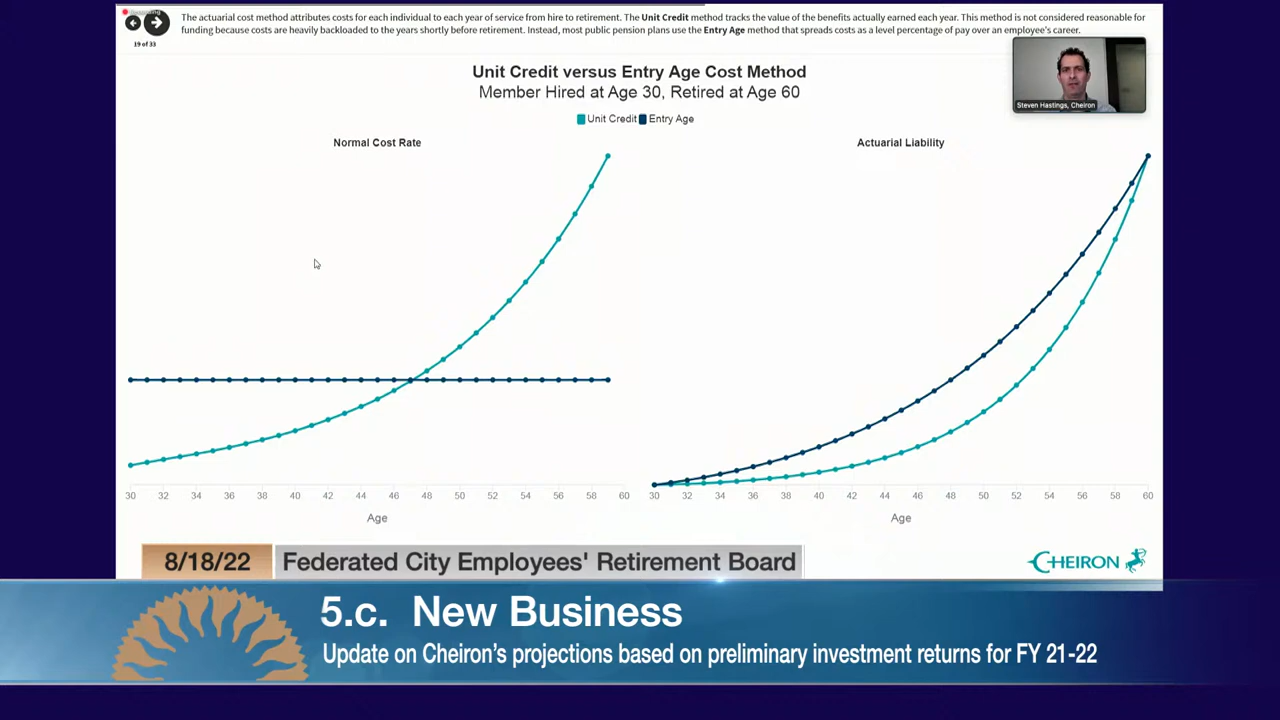 Recording
The actuarial cost method attributes costs for each individual to each year of service from hire to retirement. The Unit Credit method tracks the value of the benefits actually earned each year. This method is not considered reasonable for
funding because costs are heavily backloaded to the years shortly before retirement. Instead, most public pension plans use the Entry Age method that spreads costs as a level percentage of pay over an employee's career.
19 of 33
Unit Credit versus Entry Age Cost Method
Member Hired at Age 30, Retired at Age 60
Unit Credit Entry Age
Steven Hastings, Cheiron
Normal Cost Rate
Actuarial Liability
30 32 34 36 38 40 42 44 46 48 50 52 54 56 58 60
30 32 34 36 38 40 42 44 46 48 50 52 54 56 58 60
Age
Age
8/18/22 Federated City Employees' Retirement Board
CHEIRON
5.c. New Business
Update on Cheiron's projections based on preliminary investment returns for FY 21-22